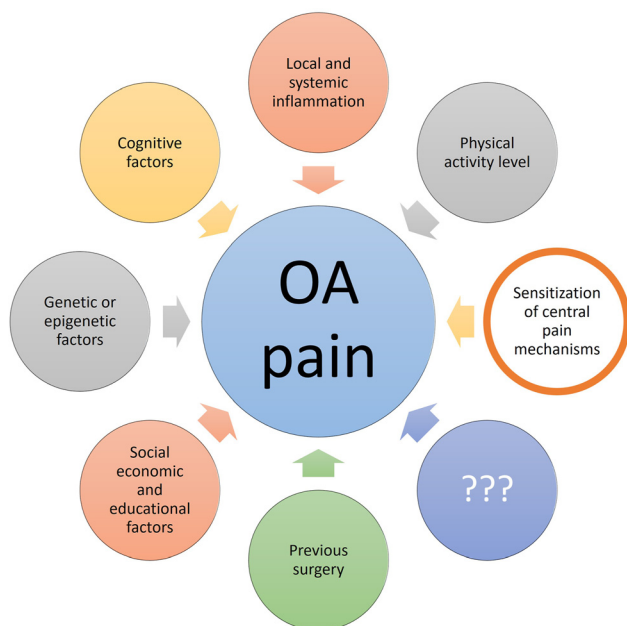 Local and
systemic
inflammation
Cognitive
factors
Physical
activity level
OA
pain
Genetic or
epigenetic
factors
Sensitization
of central
pain
mechanisms
Social
economic
and
educational
factors
???
Previous
surgery